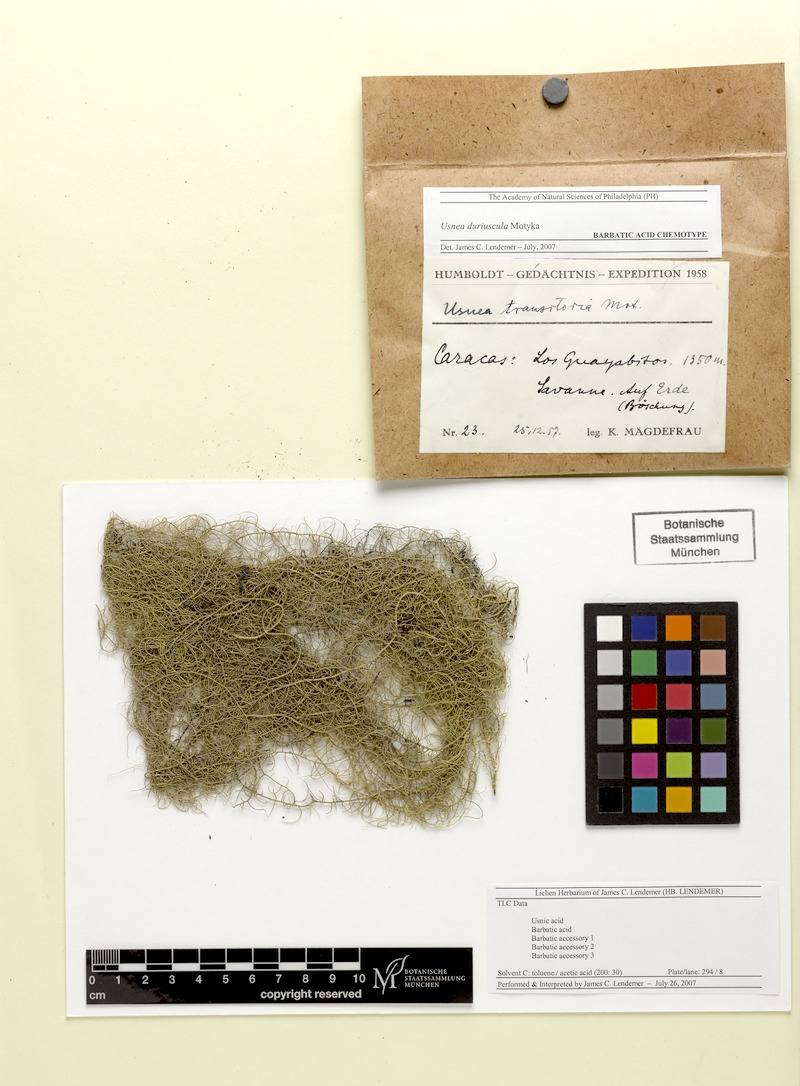 The Academy of Natural Sciences of Philadelphia (PH)
Usnea duriuscula Motyka
BARBATIC ACID CHEMOTYPE
Det. James C. Lendemer – July, 2007
HUMBOLDT – GEDÄCHTNIS – EXPEDITION 1958
Usnea transitoria Mot.
Caracas: Los Guayabitos. 1350 m.
Savanne. Auf Erde
(Böschung).
Nr. 23. 25.12.57. leg. K. MÄGDEFRAU
Botanische
Staatssammlung
München
Lichen Herbarium of James C. Lendemer (HB. LENDEMER)
TLC Data
Usnic acid
Barbatic acid
Barbatic accessory 1
Barbatic accessory 2
Barbatic accessory 3
Solvent C: toluene / acetic acid (200: 30) Plate/lane: 294 / 8
Performed & Interpreted by James C. Lendemer – July 26, 2007
0 1 2 3 4 5 6 7 8 9 10
cm
copyright reserved
M
BOTANISCHE
STAATSSAMMLUNG
MÜNCHEN